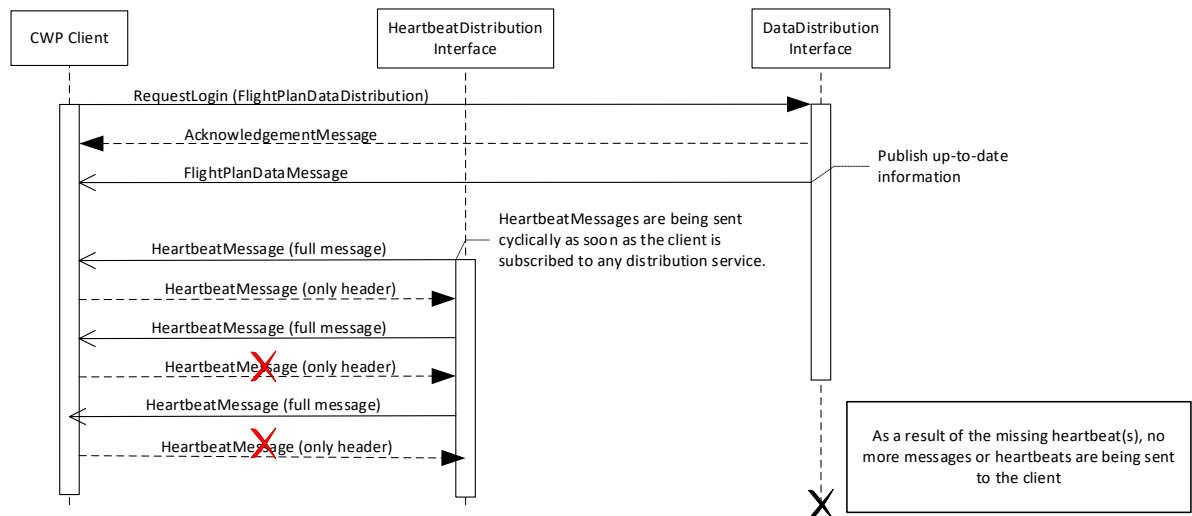 CWP Client
HeartbeatDistribution
Interface
DataDistribution
Interface
RequestLogin (FlightPlanDataDistribution)
AcknowledgementMessage
Publish up-to-date
information
FlightPlanDataMessage
HeartbeatMessages are being sent
cyclically as soon as the client is
subscribed to any distribution service.
HeartbeatMessage (full message)
HeartbeatMessage (only header)
HeartbeatMessage (full message)
HeartbeatMessage (only header)
HeartbeatMessage (full message)
HeartbeatMessage (only header)
As a result of the missing heartbeat(s), no
more messages or heartbeats are being sent
to the client